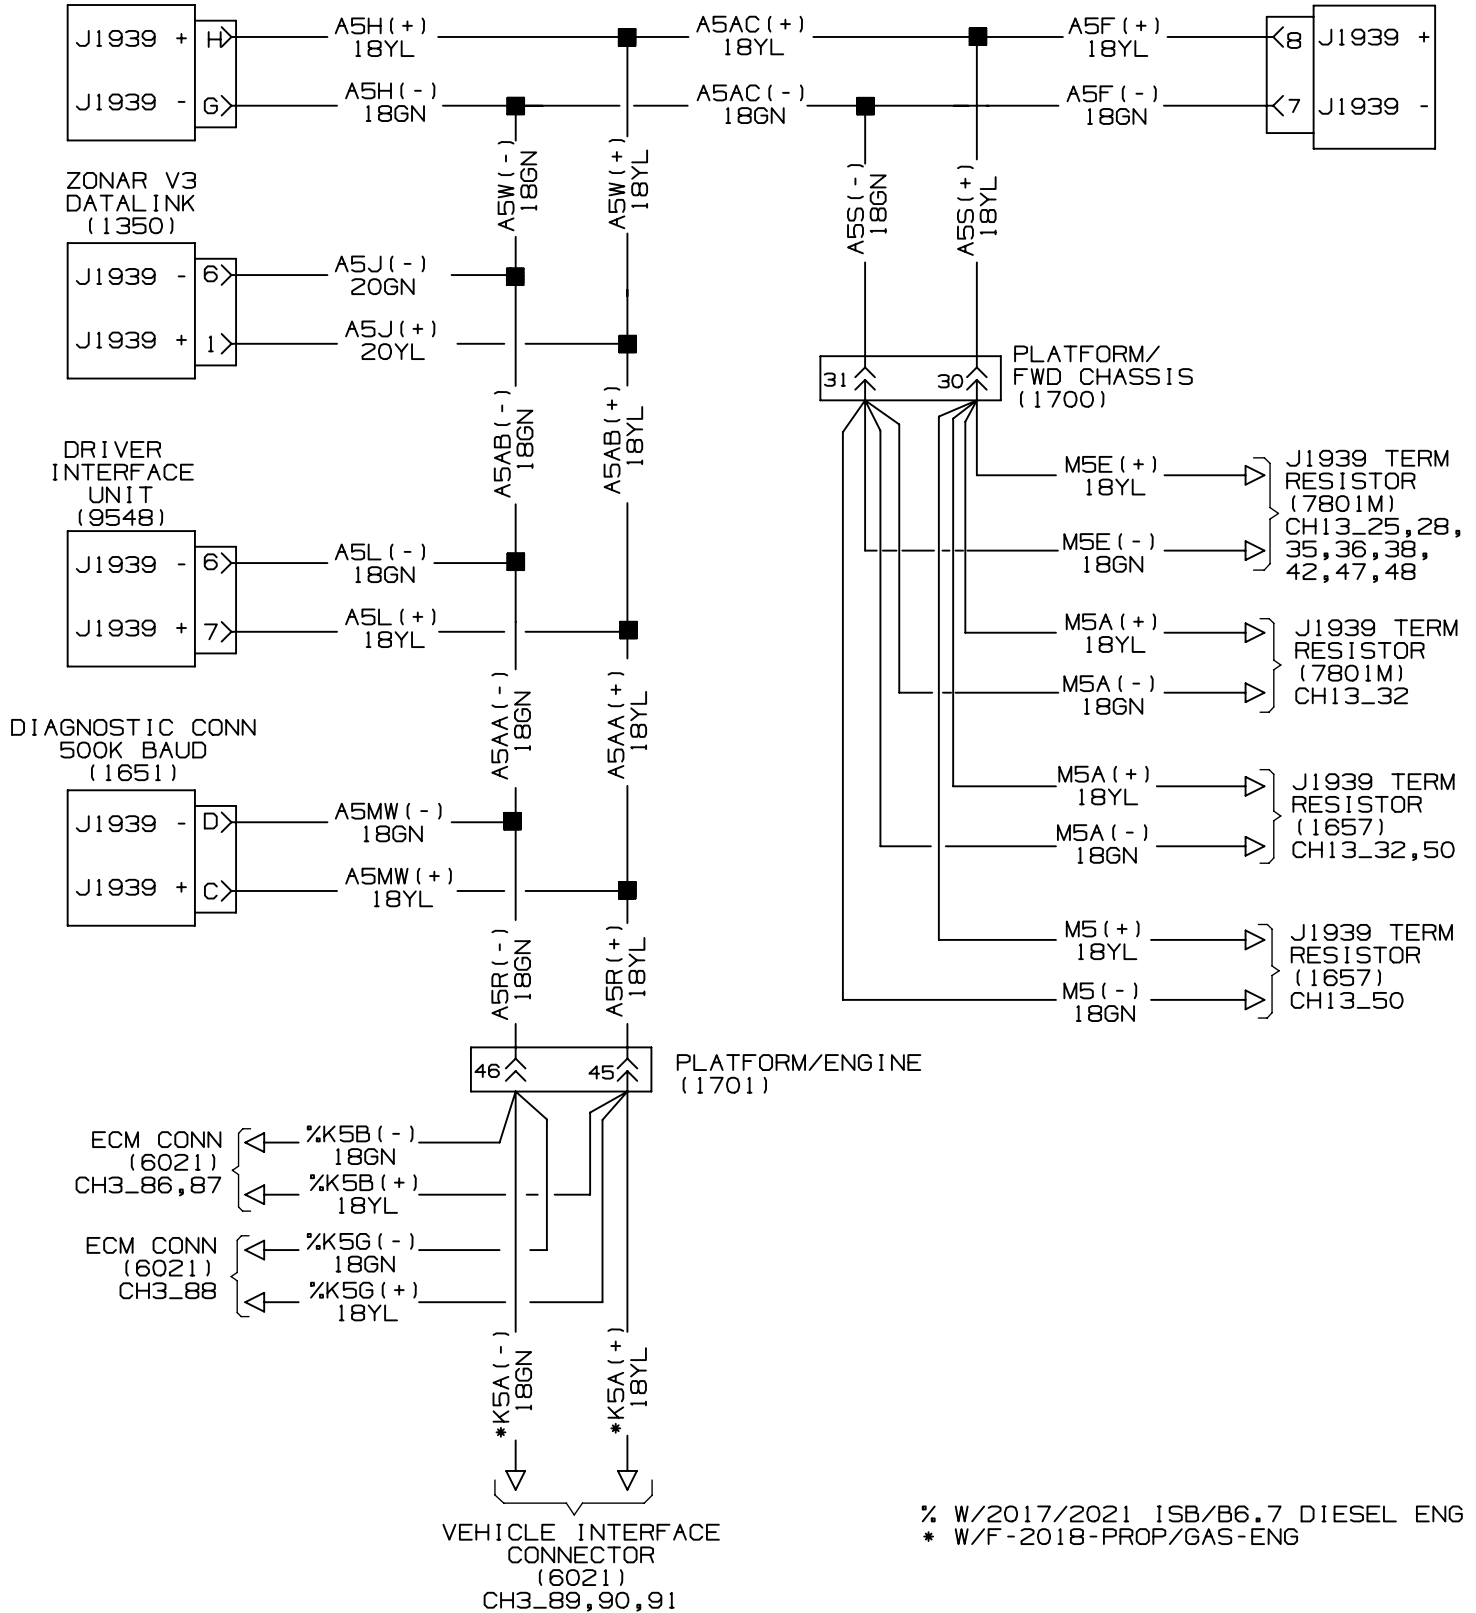 J1939 + H
J1939 - G
A5H(+)
18YL
A5H(-)
18GN
A5AC(+)
18YL
A5AC(-)
18GN
A5F(+)
18YL
A5F(-)
18GN
8 J1939 +
7 J1939 -
ZONAR V3
DATALINK
(1350)
J1939 - 6
J1939 + 1
A5J(-)
20GN
A5J(+)
20YL
A5W(-)
18GN
A5W(+)
18YL
A5S(-)
18GN
A5S(+)
18YL
31
30
PLATFORM/
FWD CHASSIS
(1700)
DRIVER
INTERFACE
UNIT
(9548)
J1939 - 6
J1939 + 7
A5L(-)
18GN
A5L(+)
18YL
A5AB(-)
18GN
A5AB(+)
18YL
M5E(+)
18YL
M5E(-)
18GN
J1939 TERM
RESISTOR
(7801M)
CH13_25,28,
35,36,38,
42,47,48
M5A(+)
18YL
M5A(-)
18GN
J1939 TERM
RESISTOR
(7801M)
CH13_32
DIAGNOSTIC CONN
500K BAUD
(1651)
J1939 - D
J1939 + C
A5MW(-)
18GN
A5MW(+)
18YL
A5AA(-)
18GN
A5AA(+)
18YL
M5A(+)
18YL
M5A(-)
18GN
J1939 TERM
RESISTOR
(1657)
CH13_32,50
M5(+)
18YL
M5(-)
18GN
J1939 TERM
RESISTOR
(1657)
CH13_50
A5R(-)
18GN
A5R(+)
18YL
46
45
PLATFORM/ENGINE
(1701)
ECM CONN
(6021)
CH3_86,87
%K5B(-)
18GN
%K5B(+)
18YL
ECM CONN
(6021)
CH3_88
%K5G(-)
18GN
%K5G(+)
18YL
*K5A(-)
18GN
*K5A(+)
18YL
VEHICLE INTERFACE
CONNECTOR
(6021)
CH3_89,90,91
% W/2017/2021 ISB/B6.7 DIESEL ENG
* W/F-2018-PROP/GAS-ENG